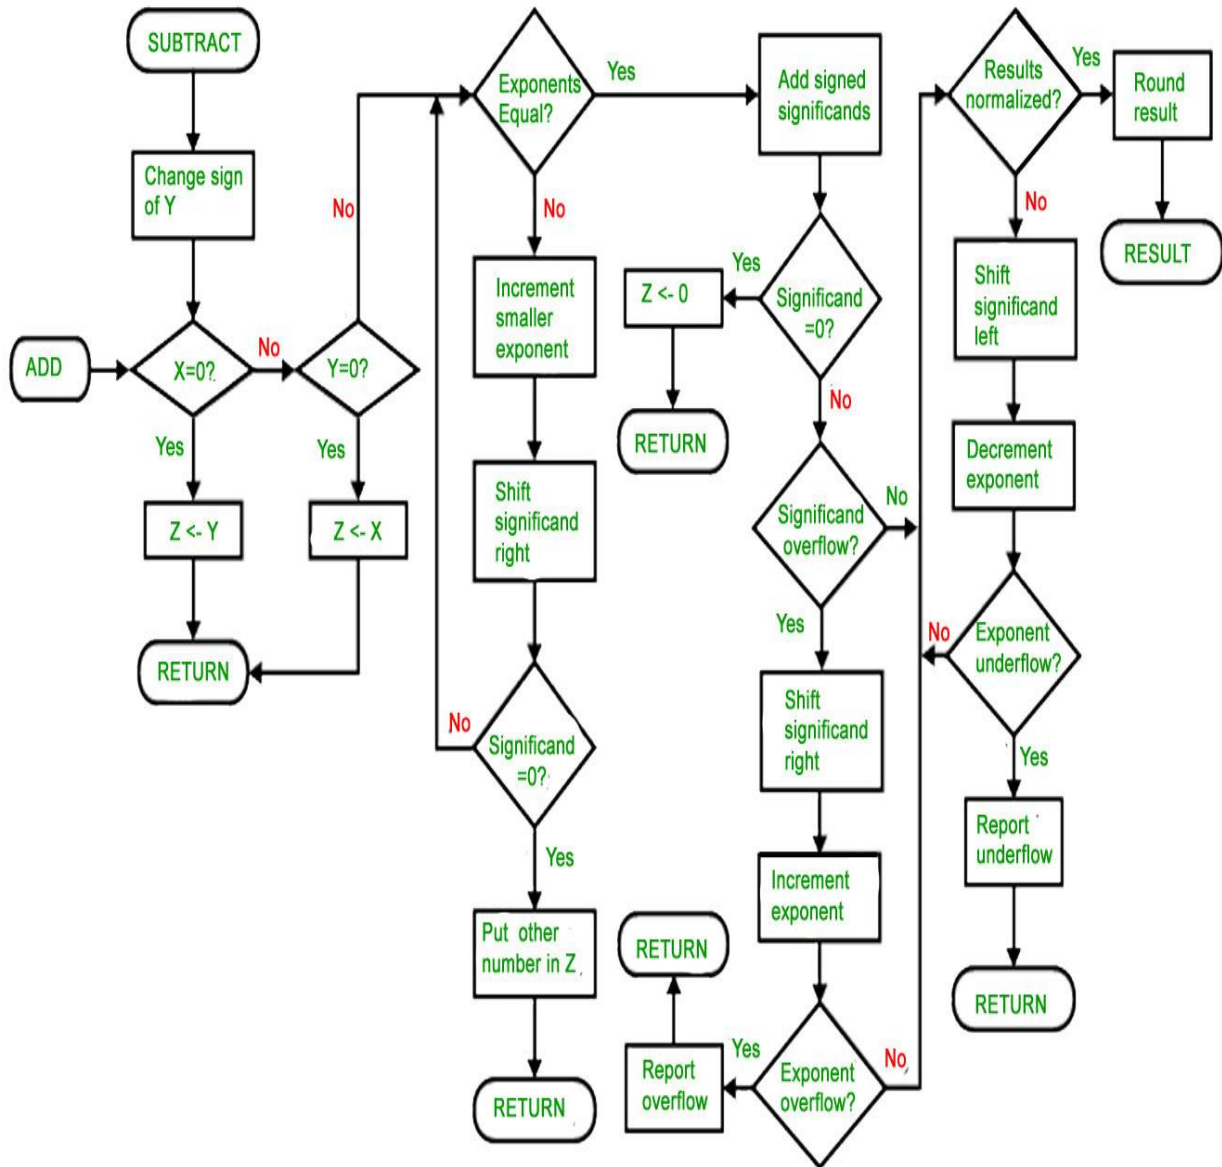 SUBTRACT
Change sign
of Y
ADD
X=0?
No
Y=0?
No
Yes
Yes
Z <- Y
Z <- X
RETURN
Exponents
Equal?
Yes
No
Increment
smaller
exponent
Shift
significand
right
No
Significand
=0?
Yes
Put other
number in Z
RETURN
Add signed
significands
Significand
=0?
Yes
Z <- 0
RETURN
No
Significand
overflow?
No
Yes
Shift
significand
right
Increment
exponent
Exponent
overflow?
Yes
Report
overflow
RETURN
No
Results
normalized?
Yes
Round
result
RESULT
No
Shift
significand
left
Decrement
exponent
Exponent
underflow?
No
Yes
Report
underflow
RETURN